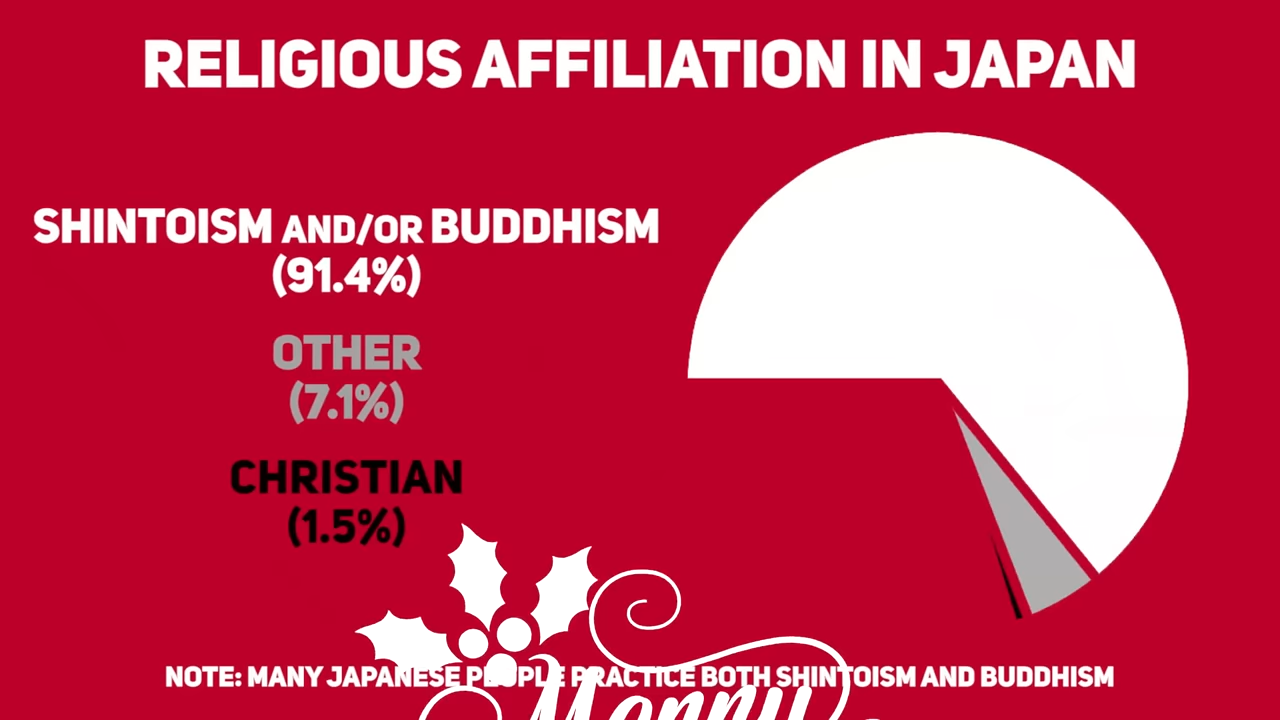 RELIGIOUS AFFILIATION IN JAPAN
SHINTOISM AND/OR BUDDHISM
(91.4%)
OTHER
(7.1%)
CHRISTIAN
(1.5%)
NOTE: MANY JAPANESE PEOPLE PRACTICE BOTH SHINTOISM AND BUDDHISM
Merry